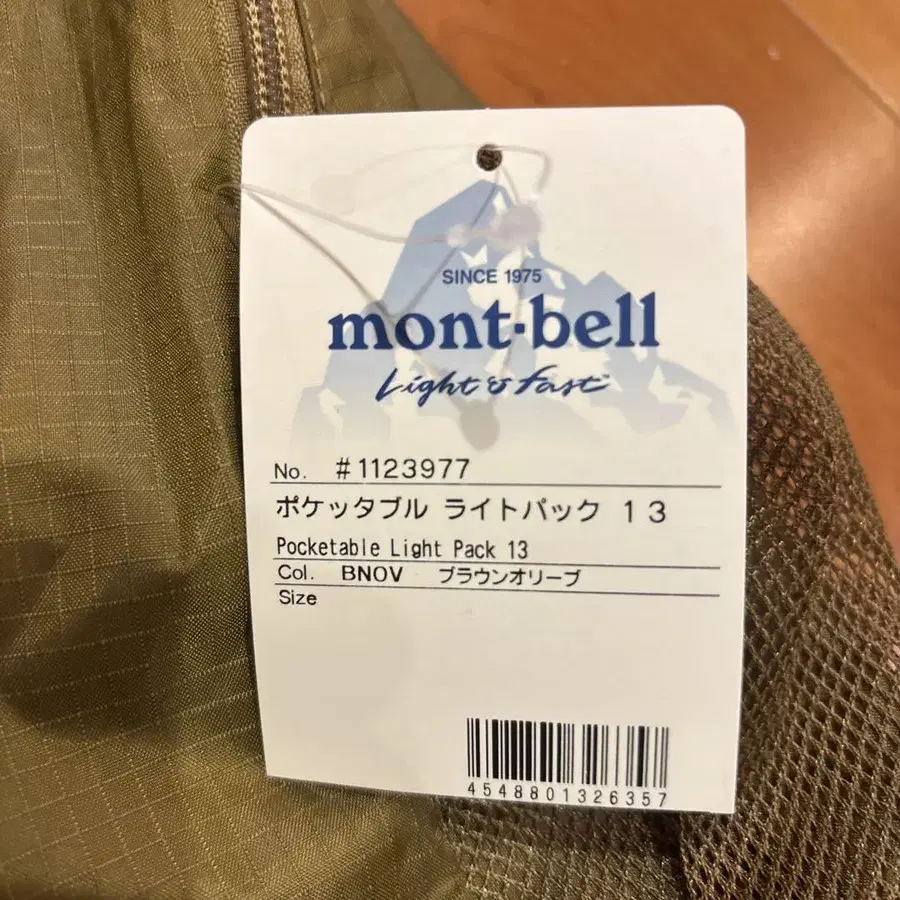 SINCE 1975
mont-bell
Light & Fast™
No. #1123977
ポケッタブル ライトパック 13
Pocketable Light Pack 13
Col. BNOV ブラウンオリーブ
Size
4548801326357